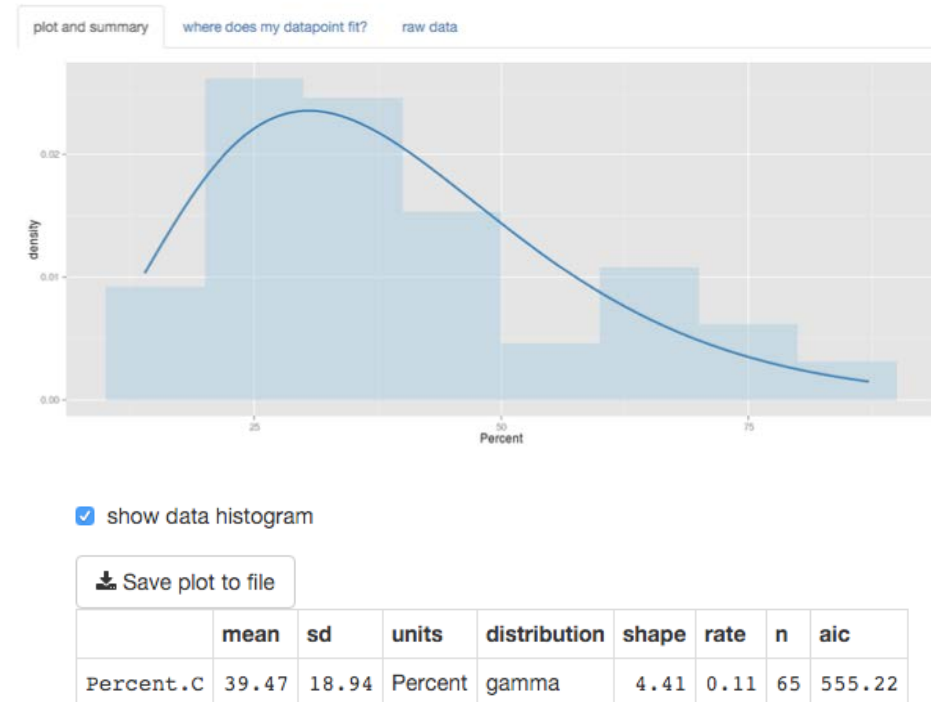 plot and summary where does my datapoint fit? raw data
0.02
density
0.01
0.00
25 50 75
Percent
show data histogram
Save plot to file
mean sd units distribution shape rate n aic
Percent.C 39.47 18.94 Percent gamma 4.41 0.11 65 555.22